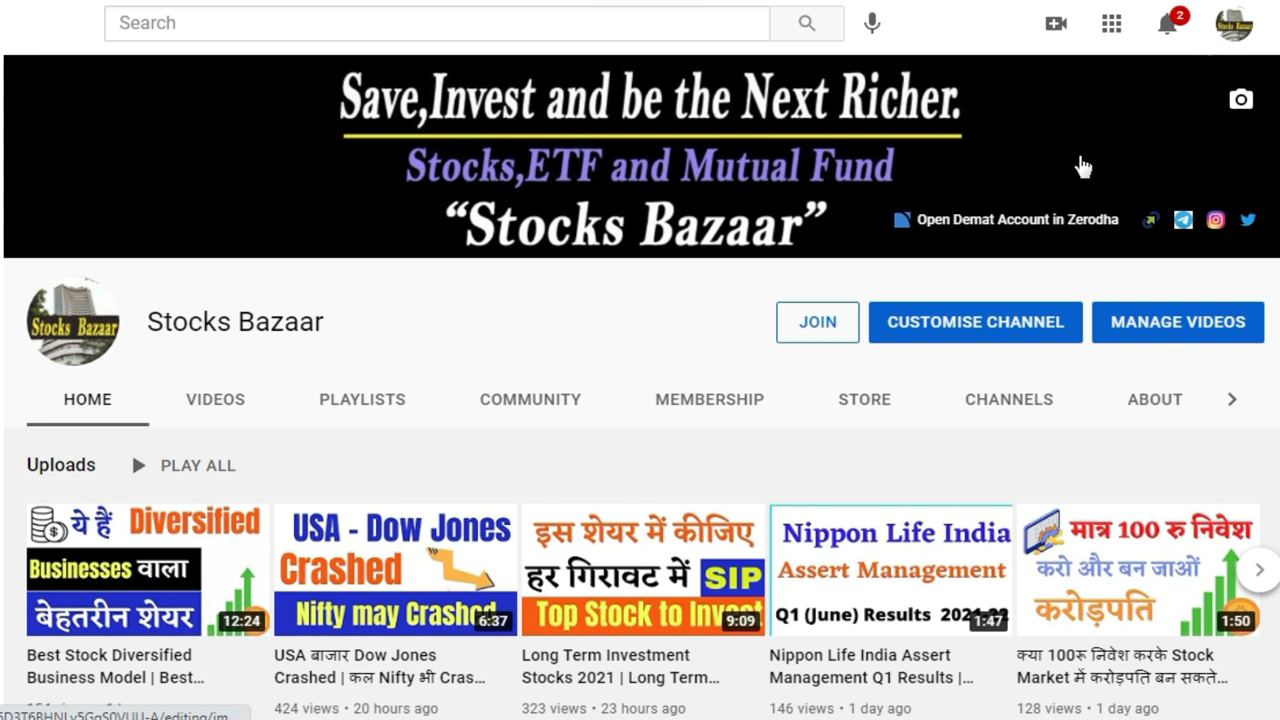 Search
2
Save,Invest and be the Next Richer.
Stocks,ETF and Mutual Fund
“Stocks Bazaar”
Open Demat Account in Zerodha
Stocks Bazaar
Stocks Bazaar
JOIN
CUSTOMISE CHANNEL
MANAGE VIDEOS
HOME
VIDEOS
PLAYLISTS
COMMUNITY
MEMBERSHIP
STORE
CHANNELS
ABOUT
Uploads
PLAY ALL
ये हैं Diversified
Businesses वाला
बेहतरीन शेयर
12:24
Best Stock Diversified
Business Model | Best...
USA - Dow Jones
Crashed
Nifty may Crashed
6:37
USA बाजार Dow Jones
Crashed | कल Nifty भी Cras...
424 views • 20 hours ago
इस शेयर में कीजिए
हर गिरावट में SIP
Top Stock to Invest
9:09
Long Term Investment
Stocks 2021 | Long Term...
323 views • 23 hours ago
Nippon Life India
Assert Management
Q1 (June) Results 2021-22
1:47
Nippon Life India Assert
Management Q1 Results |...
146 views • 1 day ago
मात्र 100 रु निवेश
करो और बन जाओं
करोड़पति
1:50
क्या 100रू निवेश करके Stock
Market में करोड़पति बन सकते...
128 views • 1 day ago